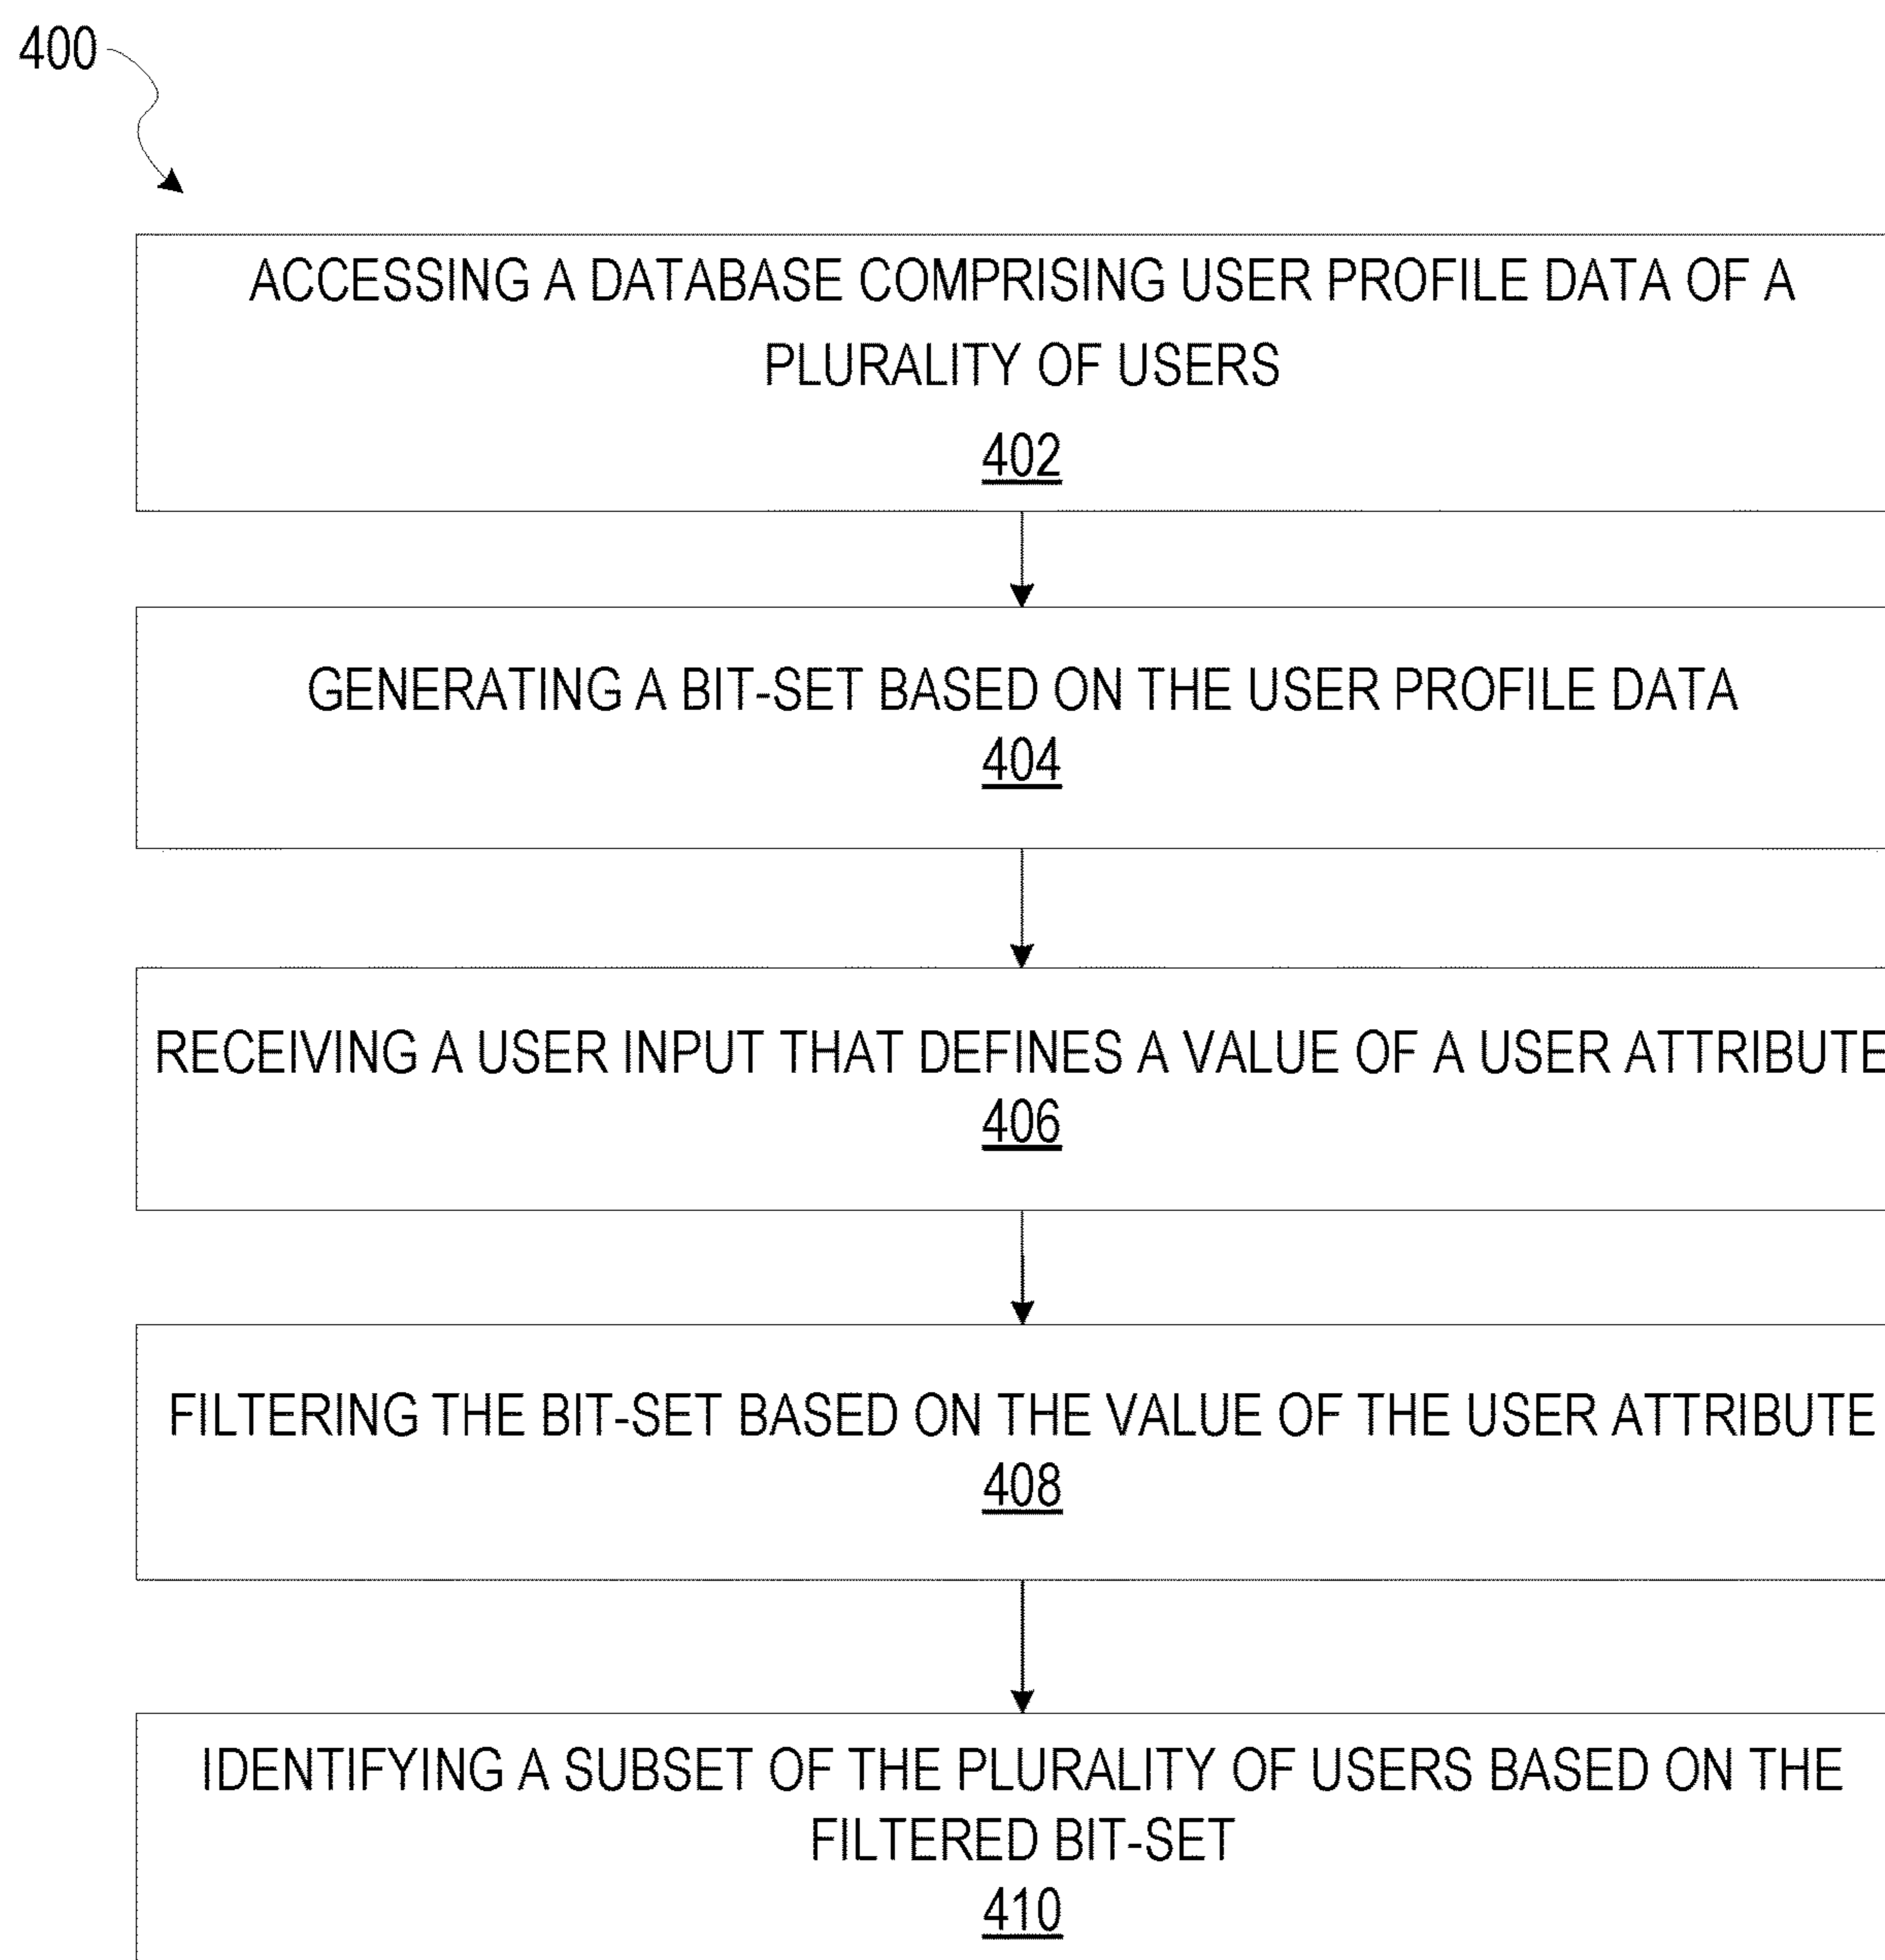 400
ACCESSING A DATABASE COMPRISING USER PROFILE DATA OF A
PLURALITY OF USERS
402
GENERATING A BIT-SET BASED ON THE USER PROFILE DATA
404
RECEIVING A USER INPUT THAT DEFINES A VALUE OF A USER ATTRIBUTE
406
FILTERING THE BIT-SET BASED ON THE VALUE OF THE USER ATTRIBUTE
408
IDENTIFYING A SUBSET OF THE PLURALITY OF USERS BASED ON THE
FILTERED BIT-SET
410